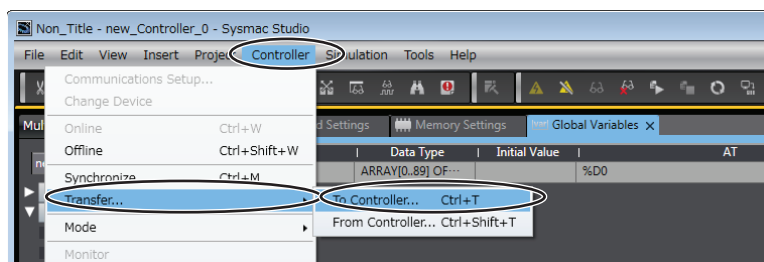 Non_Title - new_Controller_0 - Sysmac Studio
File Edit View Insert Project Controller Simulation Tools Help
Communications Setup...
Change Device
Online Ctrl+W
Offline Ctrl+Shift+W
Synchronize Ctrl+M
Transfer...
Mode
Monitor
To Controller... Ctrl+T
From Controller... Ctrl+Shift+T
Settings Memory Settings Global Variables
Data Type Initial Value AT
ARRAY[0..89] OF... %D0